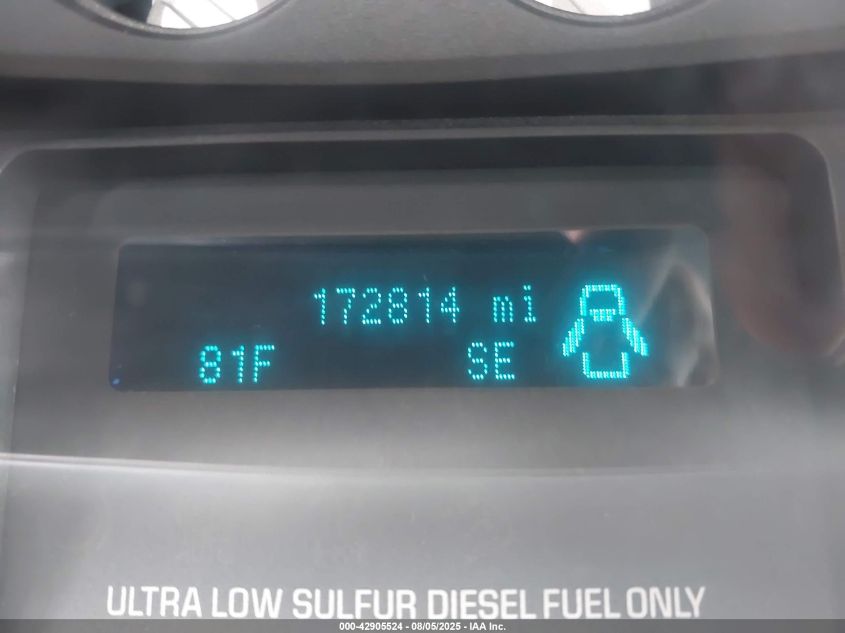 172814 mi
81F SE
ULTRA LOW SULFUR DIESEL FUEL ONLY
000-42905524 - 08/05/2025 - IAA Inc.